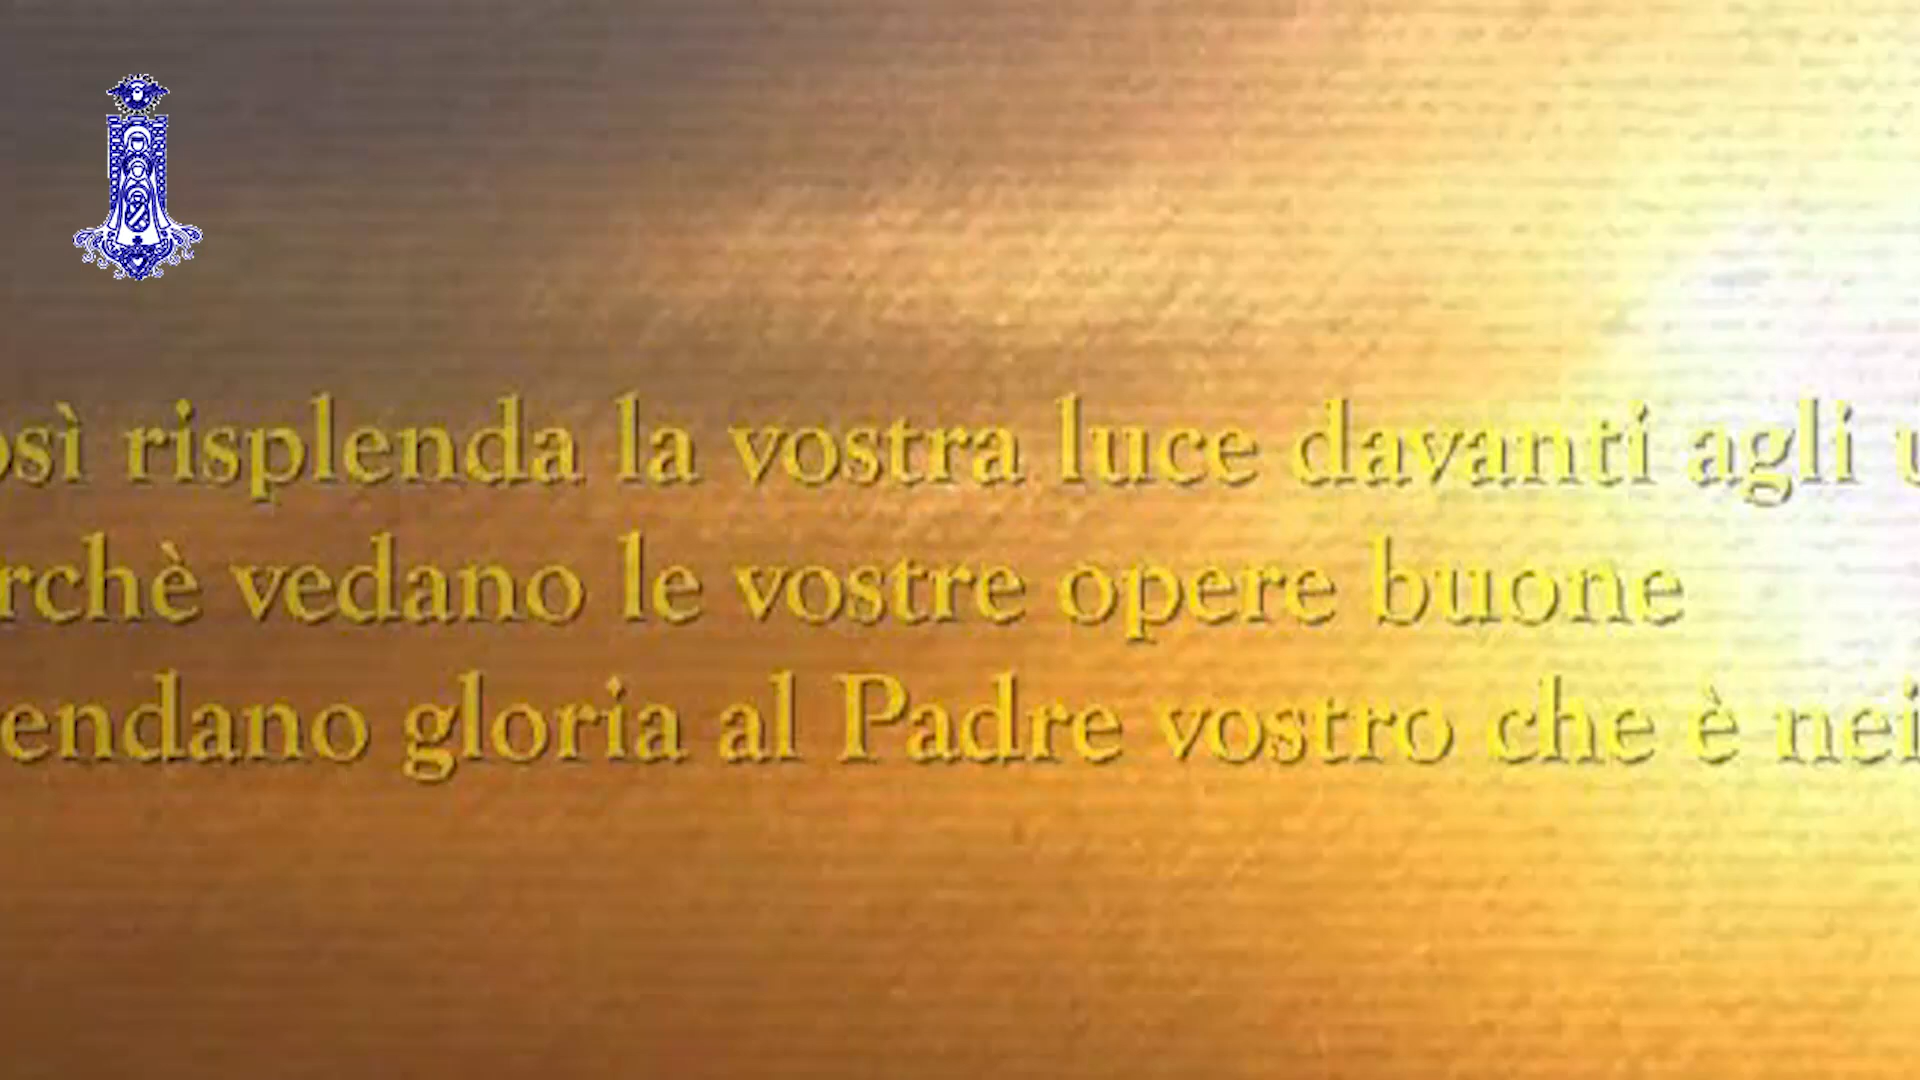 osì risplenda la vostra luce davanti agli u
rchè vedano le vostre opere buone
endano gloria al Padre vostro che è nei